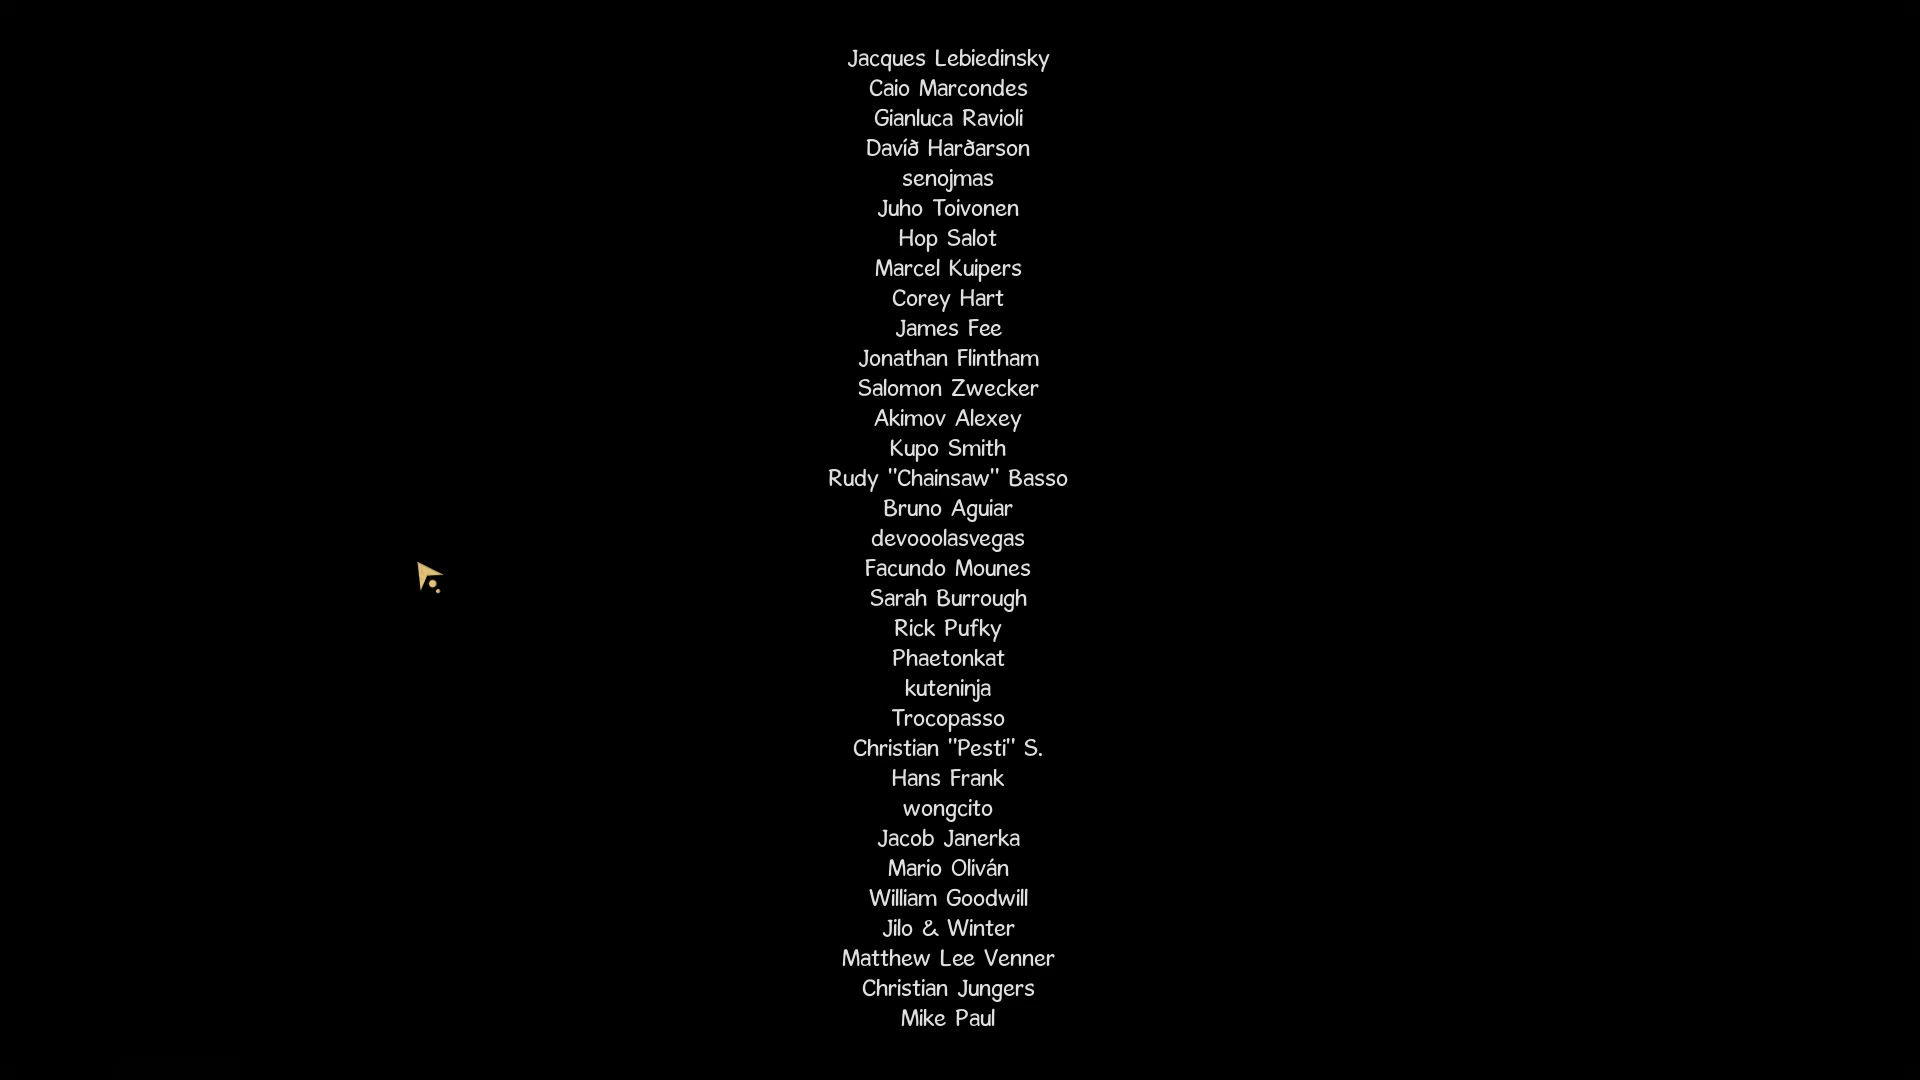 Jacques Lebiedinsky
Caio Marcondes
Gianluca Ravioli
Davíð Harðarson
senojmas
Juho Toivonen
Hop Salot
Marcel Kuipers
Corey Hart
James Fee
Jonathan Flintham
Salomon Zwecker
Akimov Alexey
Kupo Smith
Rudy "Chainsaw" Basso
Bruno Aguiar
devooolasvegas
Facundo Mounes
Sarah Burrough
Rick Pufky
Phaetonkat
kuteninja
Trocopasso
Christian "Pesti" S.
Hans Frank
wongcito
Jacob Janerka
Mario Oliván
William Goodwill
Jilo & Winter
Matthew Lee Venner
Christian Jungers
Mike Paul